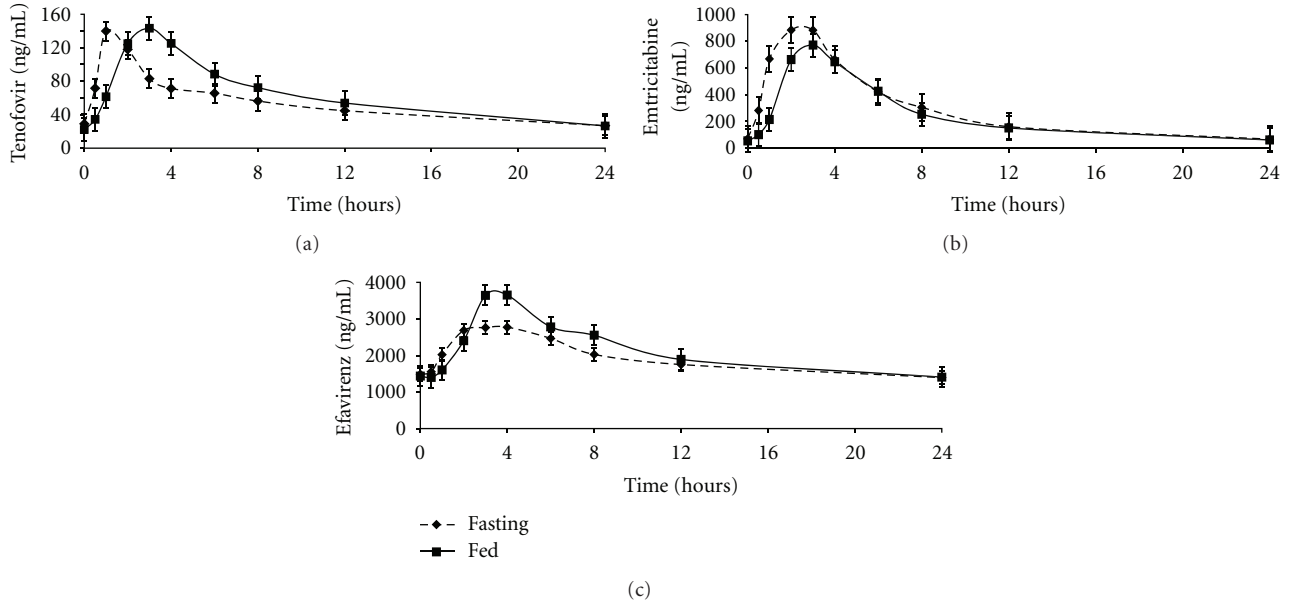 160
120
80
40
0
Tenofovir (ng/mL)
0 4 8 12 16 20 24
Time (hours)
(a)
1000
800
600
400
200
0
Emtricitabine
(ng/mL)
0 4 8 12 16 20 24
Time (hours)
(b)
4000
3000
2000
1000
0
Efavirenz (ng/mL)
0 4 8 12 16 20 24
Time (hours)
Fasting
Fed
(c)